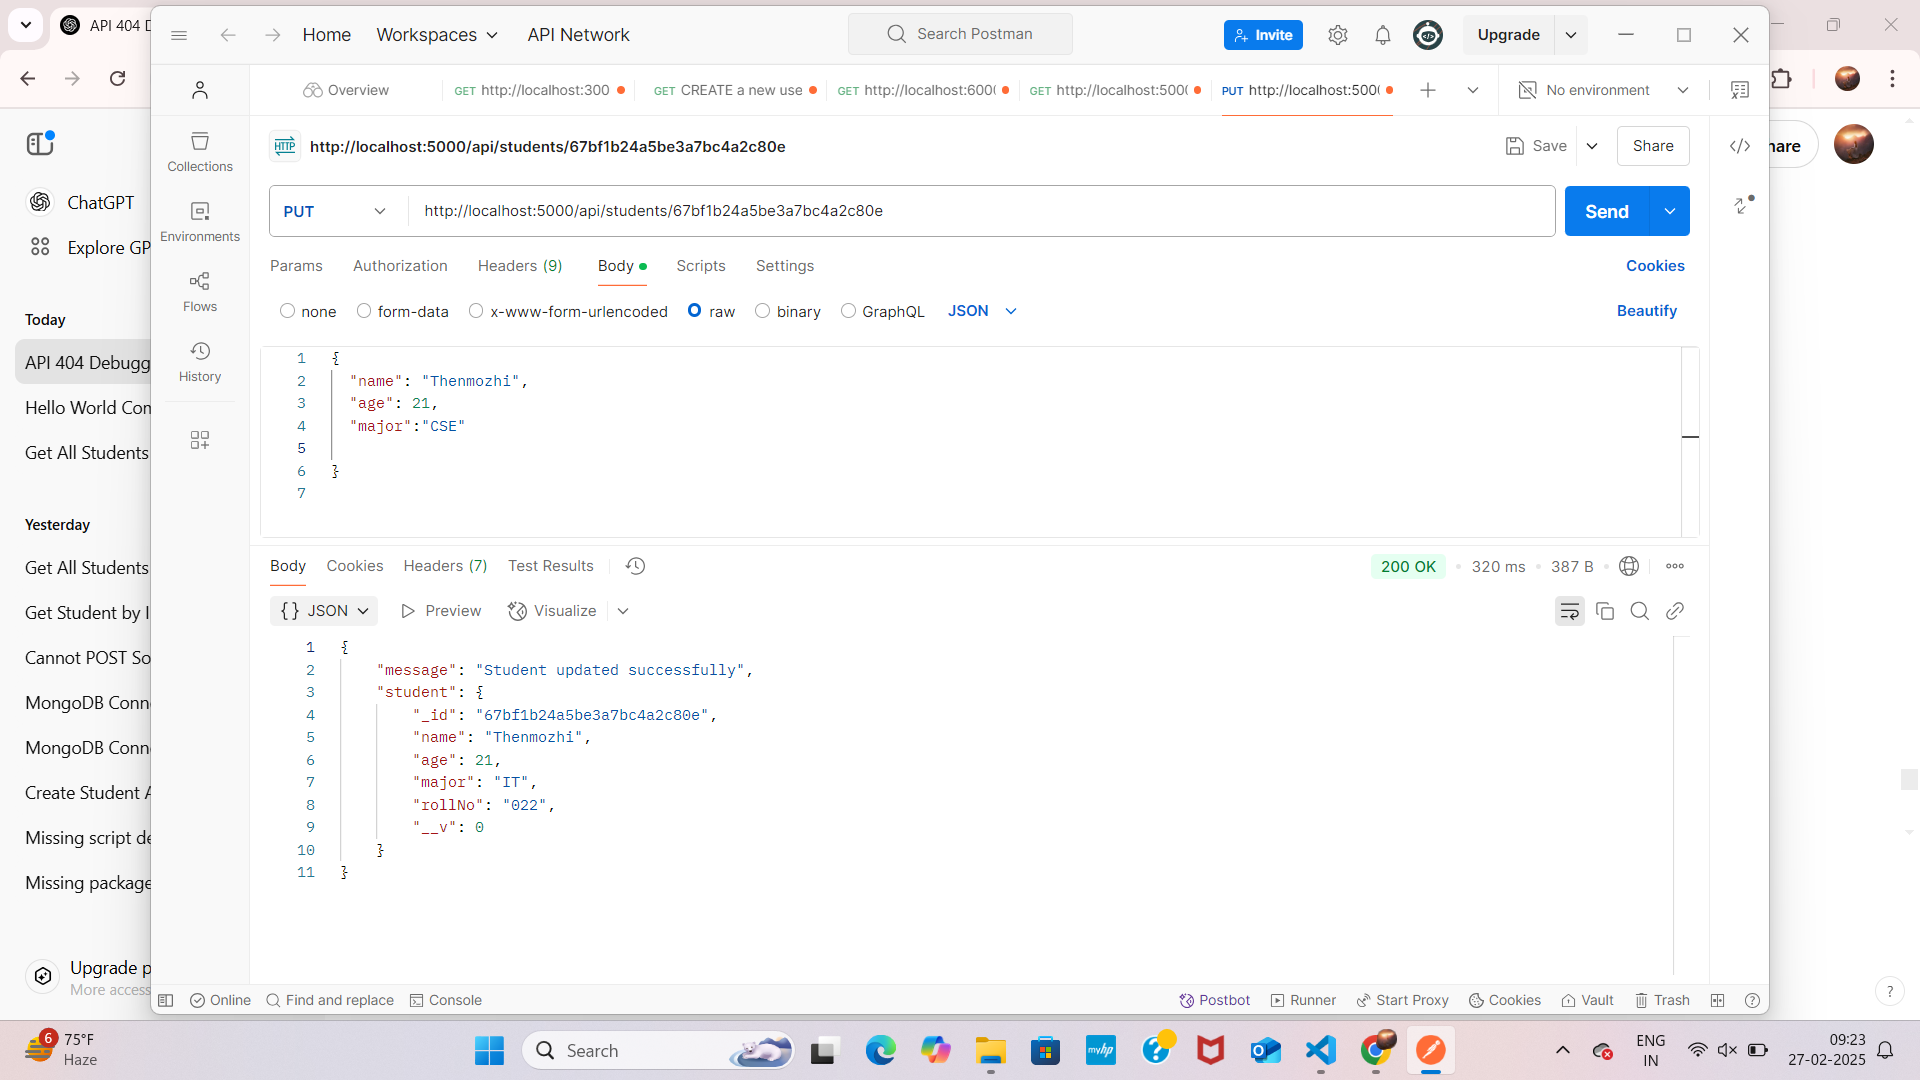 API 404 D
Home
Workspaces
API Network
Search Postman
Invite
Upgrade
Overview
GET http://localhost:300
GET CREATE a new use
GET http://localhost:600
GET http://localhost:500
PUT http://localhost:500
No environment
http://localhost:5000/api/students/67bf1b24a5be3a7bc4a2c80e
Save
Share
hare
PUT
http://localhost:5000/api/students/67bf1b24a5be3a7bc4a2c80e
Send
Params
Authorization
Headers (9)
Body
Scripts
Settings
Cookies
none
form-data
x-www-form-urlencoded
raw
binary
GraphQL
JSON
Beautify
1 {
2 "name": "Thenmozhi",
3 "age": 21,
4 "major":"CSE"
5
6 }
7
Body
Cookies
Headers (7)
Test Results
200 OK
320 ms
387 B
{} JSON
Preview
Visualize
1 {
2 "message": "Student updated successfully",
3 "student": {
4 "_id": "67bf1b24a5be3a7bc4a2c80e",
5 "name": "Thenmozhi",
6 "age": 21,
7 "major": "IT",
8 "rollNo": "022",
9 "__v": 0
10 }
11 }
Collections
Environments
Flows
History
ChatGPT
Explore GP
Today
API 404 Debugg
Hello World Con
Get All Students
Yesterday
Get All Students
Get Student by I
Cannot POST So
MongoDB Conn
MongoDB Conne
Create Student A
Missing script de
Missing package
Upgrade p
More access
Online
Find and replace
Console
Postbot
Runner
Start Proxy
Cookies
Vault
Trash
6
75°F
Haze
Search
myhp
ENG
IN
09:23
27-02-2025